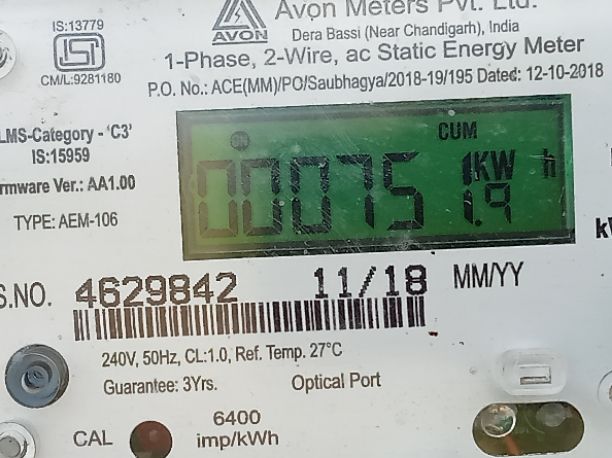 IS:13779
CM/L:9281180
AVON
Avon Meters Pvt. Ltd.
Dera Bassi (Near Chandigarh), India
1-Phase, 2-Wire, ac Static Energy Meter
P.O. No.: ACE(MM)/PO/Saubhagya/2018-19/195 Dated: 12-10-2018
LMS-Category - 'C3'
IS:15959
rmware Ver.: AA1.00
TYPE: AEM-106
CUM
KW h
000751.9
S.NO. 4629842 11/18 MM/YY
240V, 50Hz, CL:1.0, Ref. Temp. 27°C
Guarantee: 3Yrs. Optical Port
CAL 6400
imp/kWh